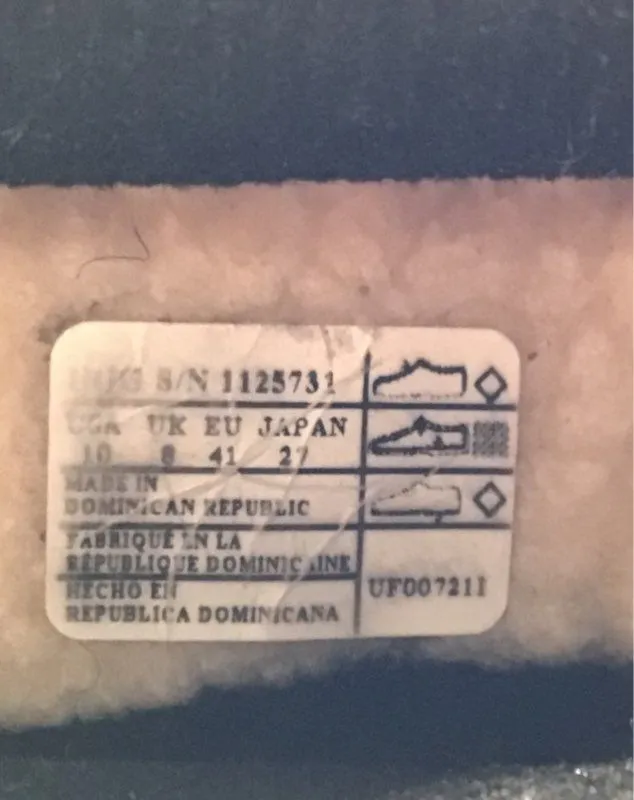 S/N 1125731
USA UK EU JAPAN
10 8 41 27
MADE IN
DOMINICAN REPUBLIC
FABRIQUÉ EN LA
RÉPUBLIQUE DOMINICAINE
HECHO EN
REPUBLICA DOMINICANA
UF007211